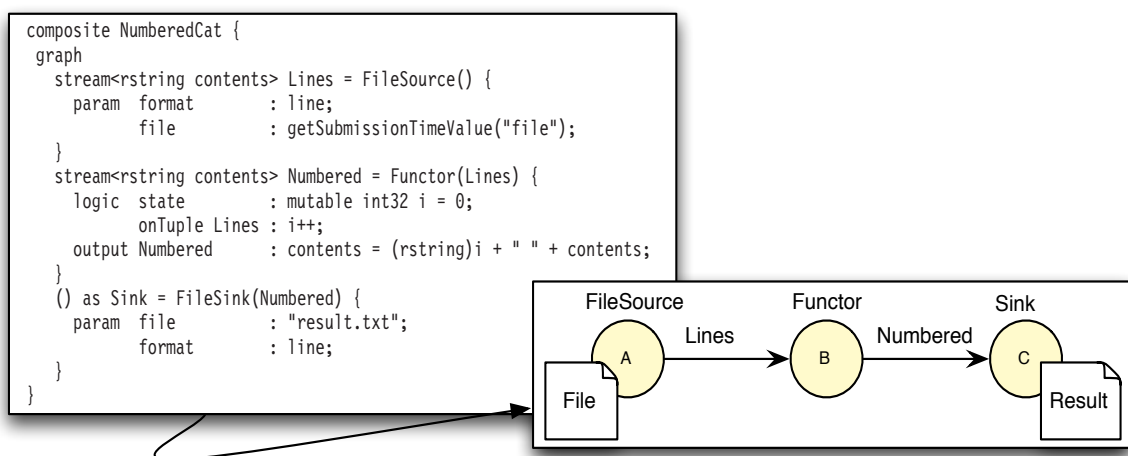 composite NumberedCat {
graph
stream<rstring contents> Lines = FileSource() {
param format : line;
file : getSubmissionTimeValue("file");
}
stream<rstring contents> Numbered = Functor(Lines) {
logic state : mutable int32 i = 0;
onTuple Lines : i++;
output Numbered : contents = (rstring)i + " " + contents;
}
() as Sink = FileSink(Numbered) {
param file : "result.txt";
format : line;
}
}
FileSource Functor Sink
Lines Numbered
A B C
File Result